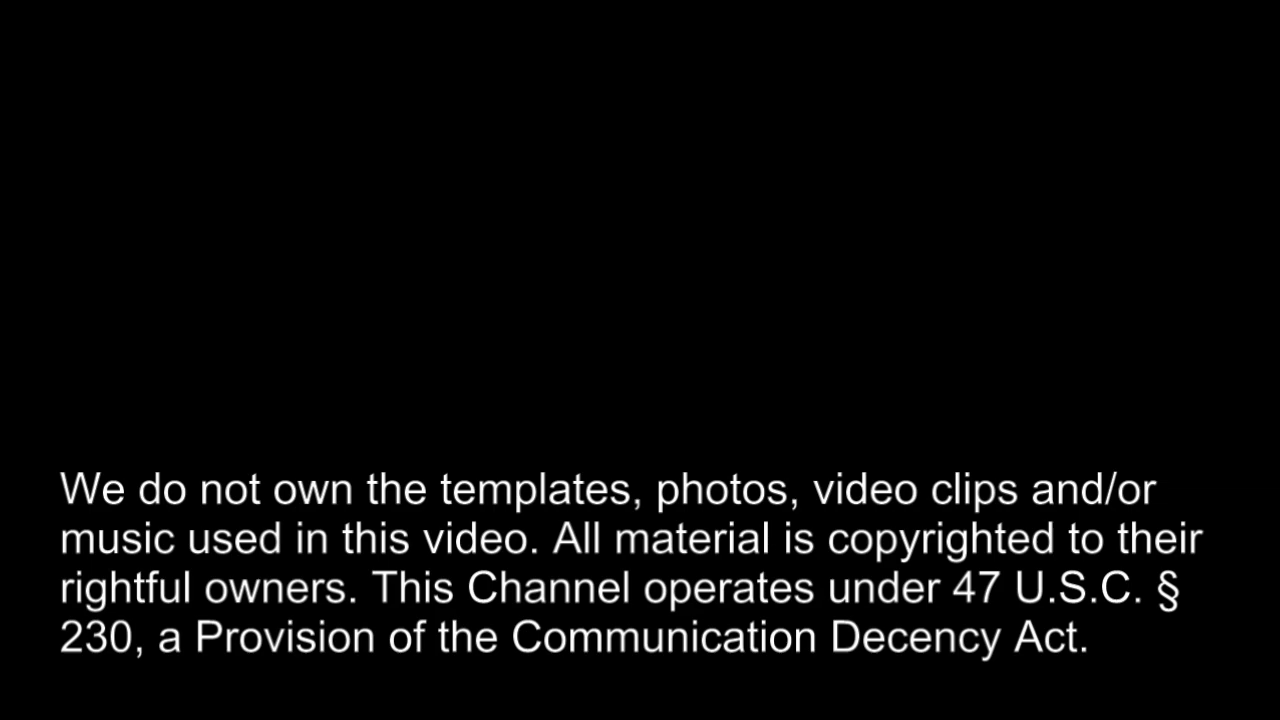 We do not own the templates, photos, video clips and/or
music used in this video. All material is copyrighted to their
rightful owners. This Channel operates under 47 U.S.C. §
230, a Provision of the Communication Decency Act.